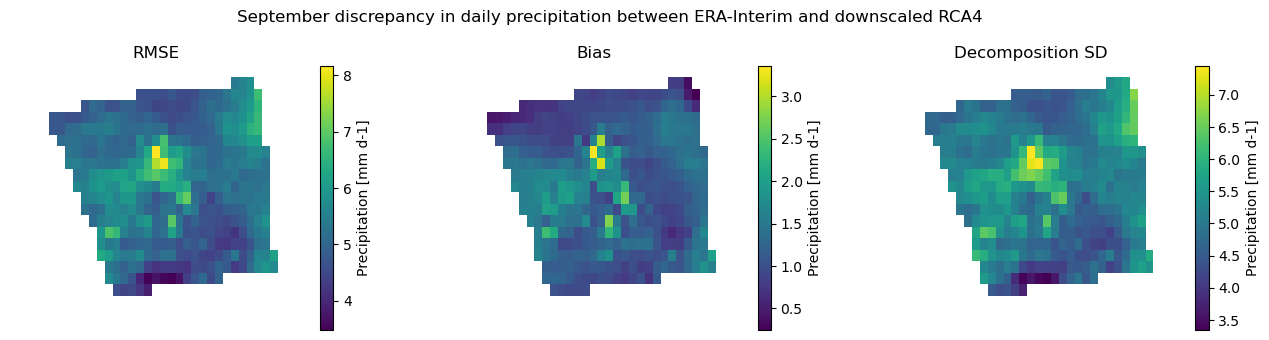 September discrepancy in daily precipitation between ERA-Interim and downscaled RCA4
RMSE
8
7
6
5
4
Precipitation [mm d-1]
Bias
3.0
2.5
2.0
1.5
1.0
0.5
Precipitation [mm d-1]
Decomposition SD
7.0
6.5
6.0
5.5
5.0
4.5
4.0
3.5
Precipitation [mm d-1]